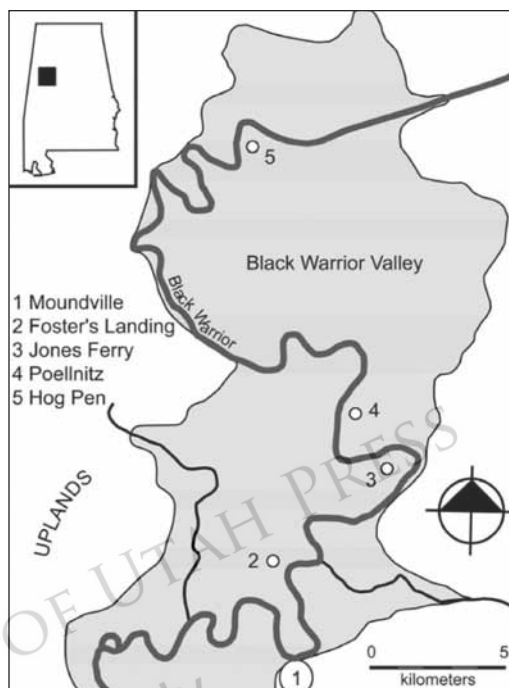 5
Black Warrior Valley
Black Warrior
1 Moundville
2 Foster's Landing
3 Jones Ferry
4 Poellnitz
5 Hog Pen
4
3
UPLANDS
2
OF UTAH PRESS
0 5
kilometers
1